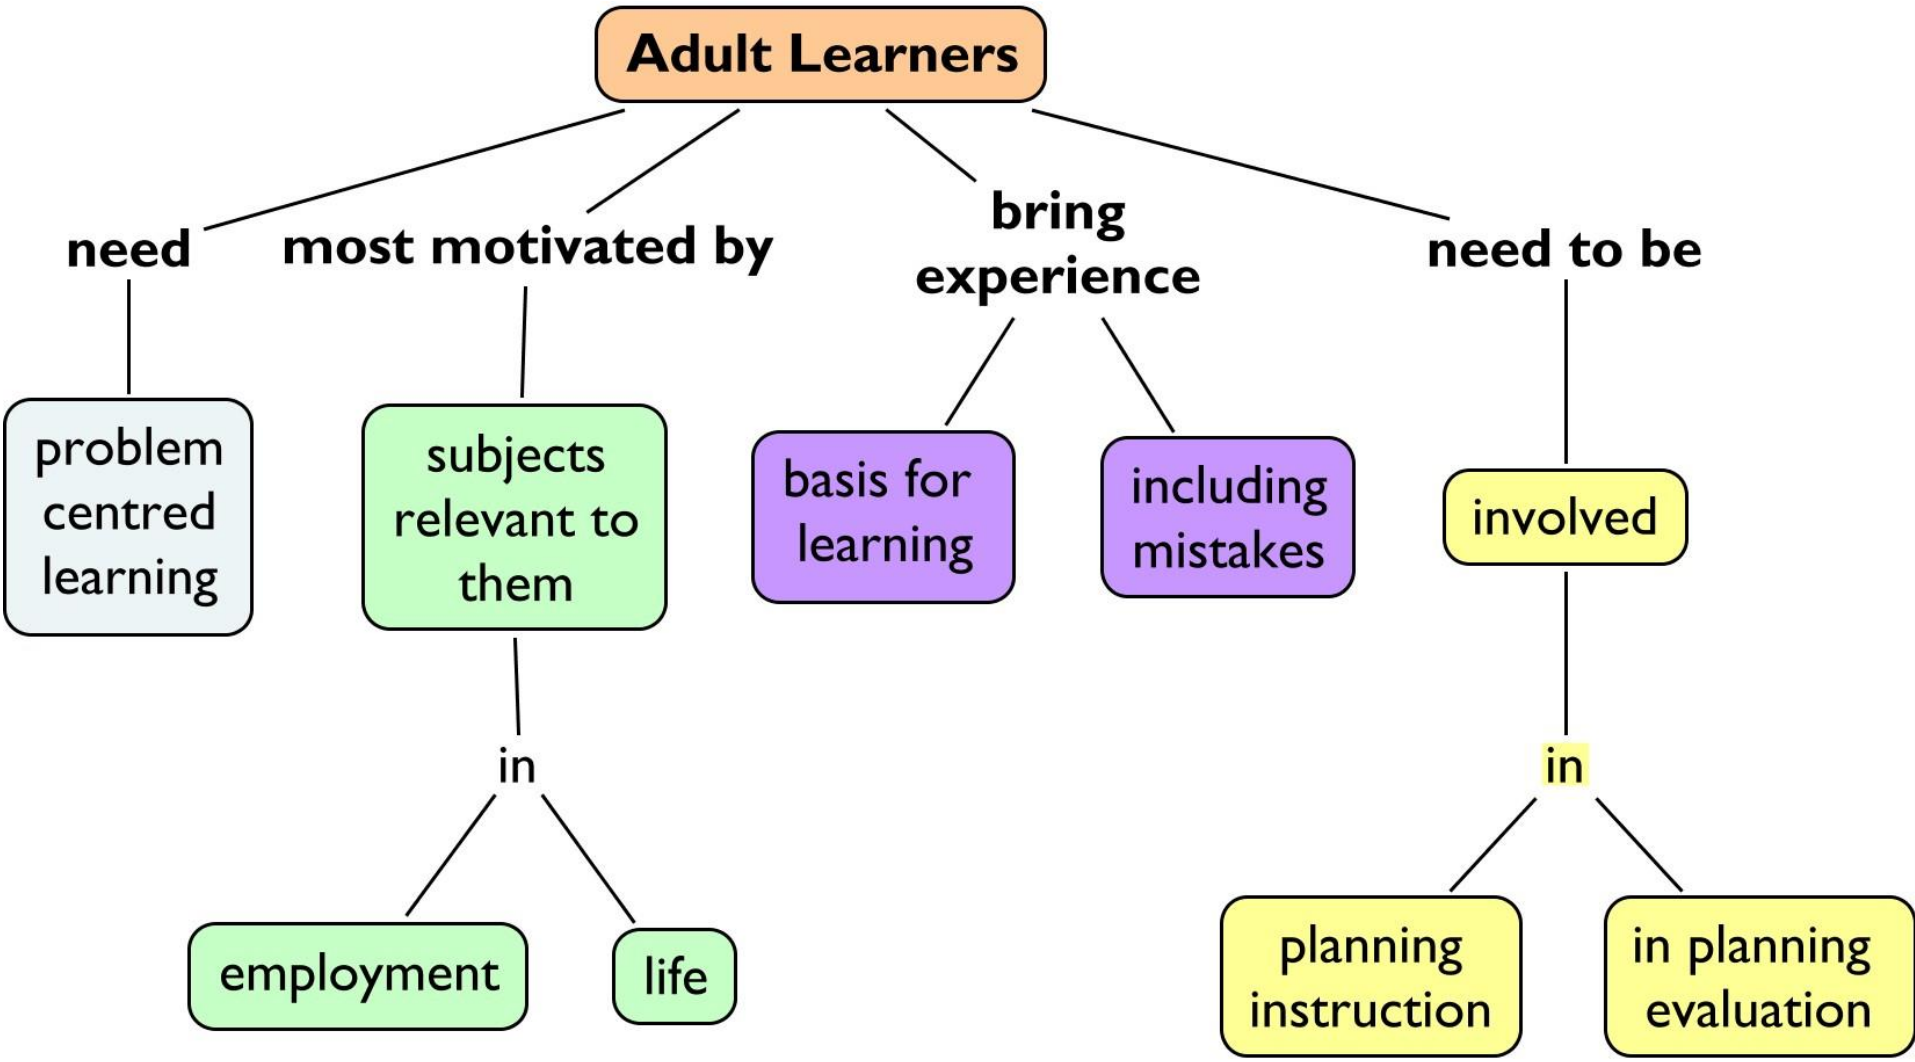 Adult Learners
need
most motivated by
bring
experience
need to be
problem
centred
learning
subjects
relevant to
them
basis for
learning
including
mistakes
involved
in
in
employment
life
planning
instruction
in planning
evaluation